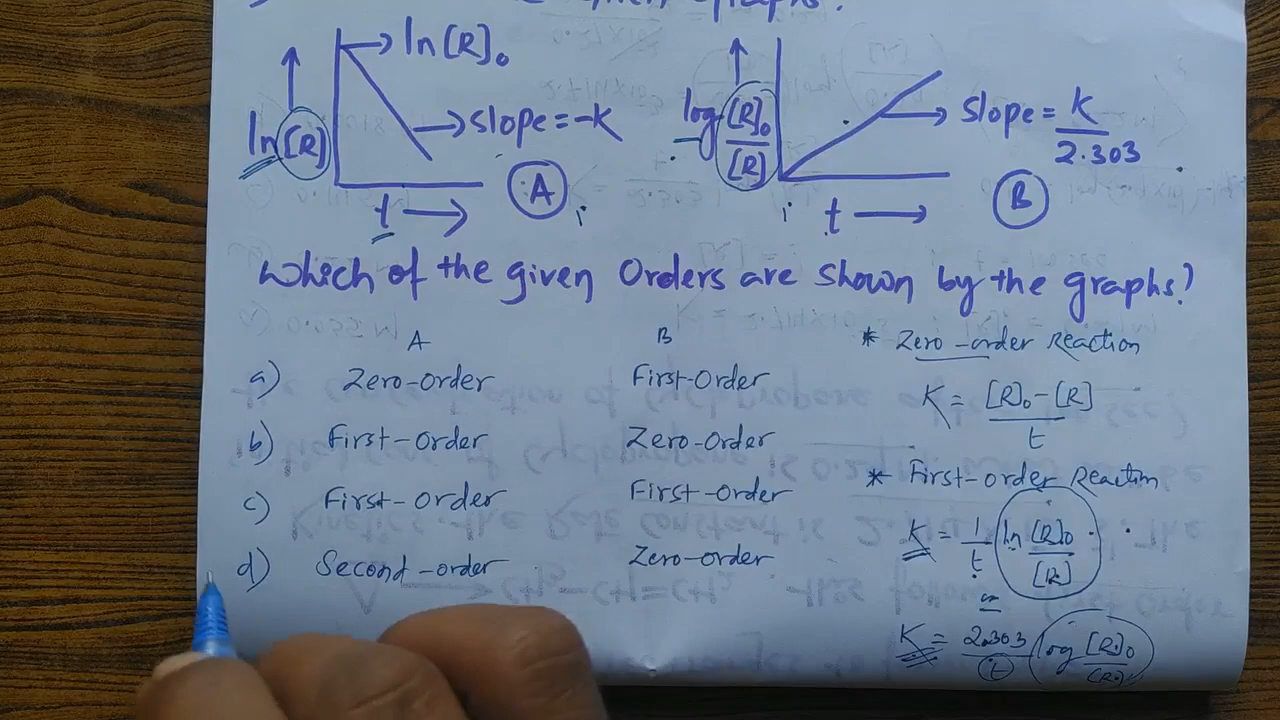 graphs.
ln[R]₀
ln[R]
slope=-K
t
A
log [R]₀/[R]
Slope= K/2.303
t
B
Which of the given Orders are shown by the graphs?
A B
a) Zero-Order First-Order
b) First-Order Zero-Order
c) First-Order First-Order
d) Second-order Zero-order
* Zero-order Reaction
K = [R]₀-[R]/t
* First-order Reaction
K = 1/t ln [R]₀/[R]
or
K = 2.303/t log [R]₀/[R]